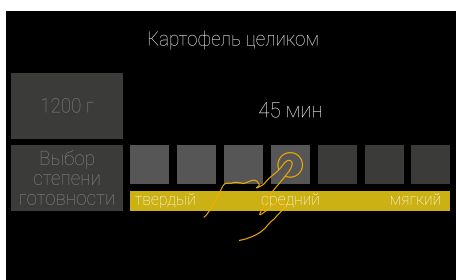 Картофель целиком
1200 г
45 мин
Выбор
степени
готовности
твердый средний мягкий